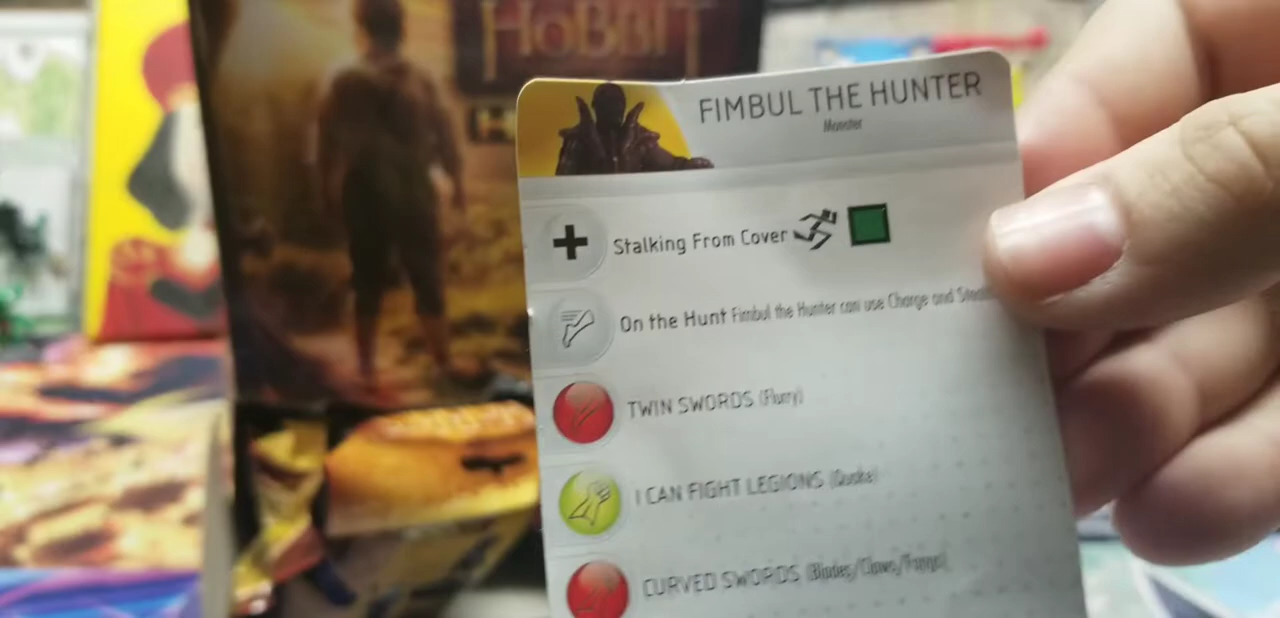 HOBBIT
FIMBUL THE HUNTER
Monster
Stalking From Cover
On the Hunt Fimbul the Hunter can use Charge and
TWIN SWORDS (Flurry)
I CAN FIGHT LEGIONS (Quake)
CURVED SWORDS (Blades/Claws/Fangs)